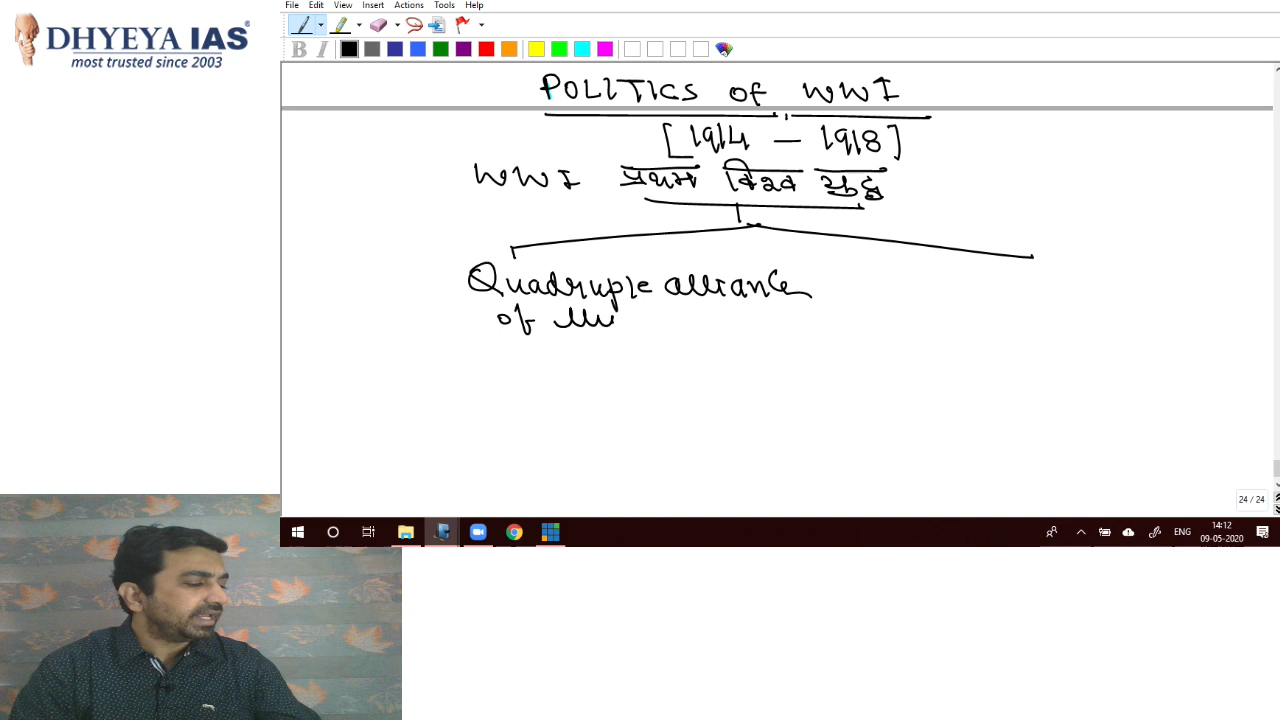 File Edit View Insert Actions Tools Help
DHYEYA IAS®
most trusted since 2003
B I
POLITICS of WWI
[1914 – 1918]
WWI प्रथम विश्व युद्ध
Quadruple alliance
of
24 / 24
ENG
14:12
09-05-2020